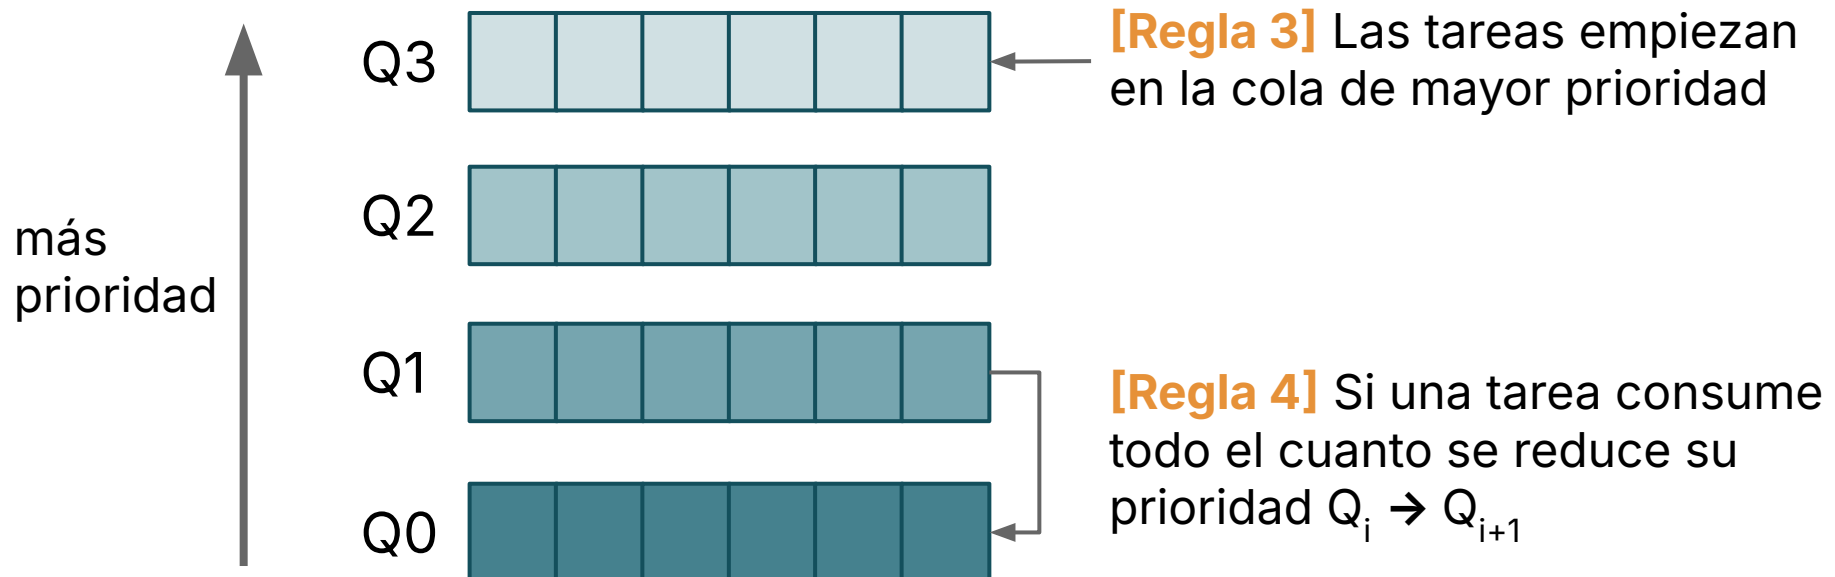 Q3
[Regla 3] Las tareas empiezan
en la cola de mayor prioridad
Q2
más
prioridad
Q1
[Regla 4] Si una tarea consume
todo el cuanto se reduce su
prioridad Qi → Qi+1
Q0